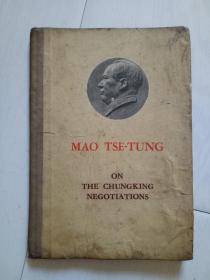 MAO TSE-TUNG
ON
THE CHUNGKING
NEGOTIATIONS